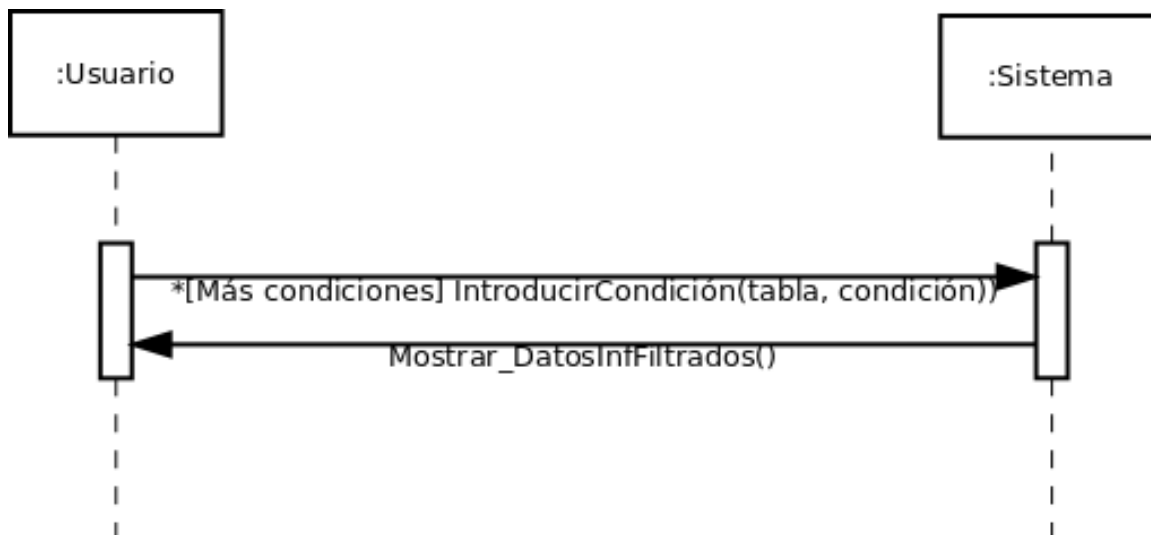 :Usuario
:Sistema
*[Más condiciones] IntroducirCondición(tabla, condición))
Mostrar_DatosInfFiltrados()